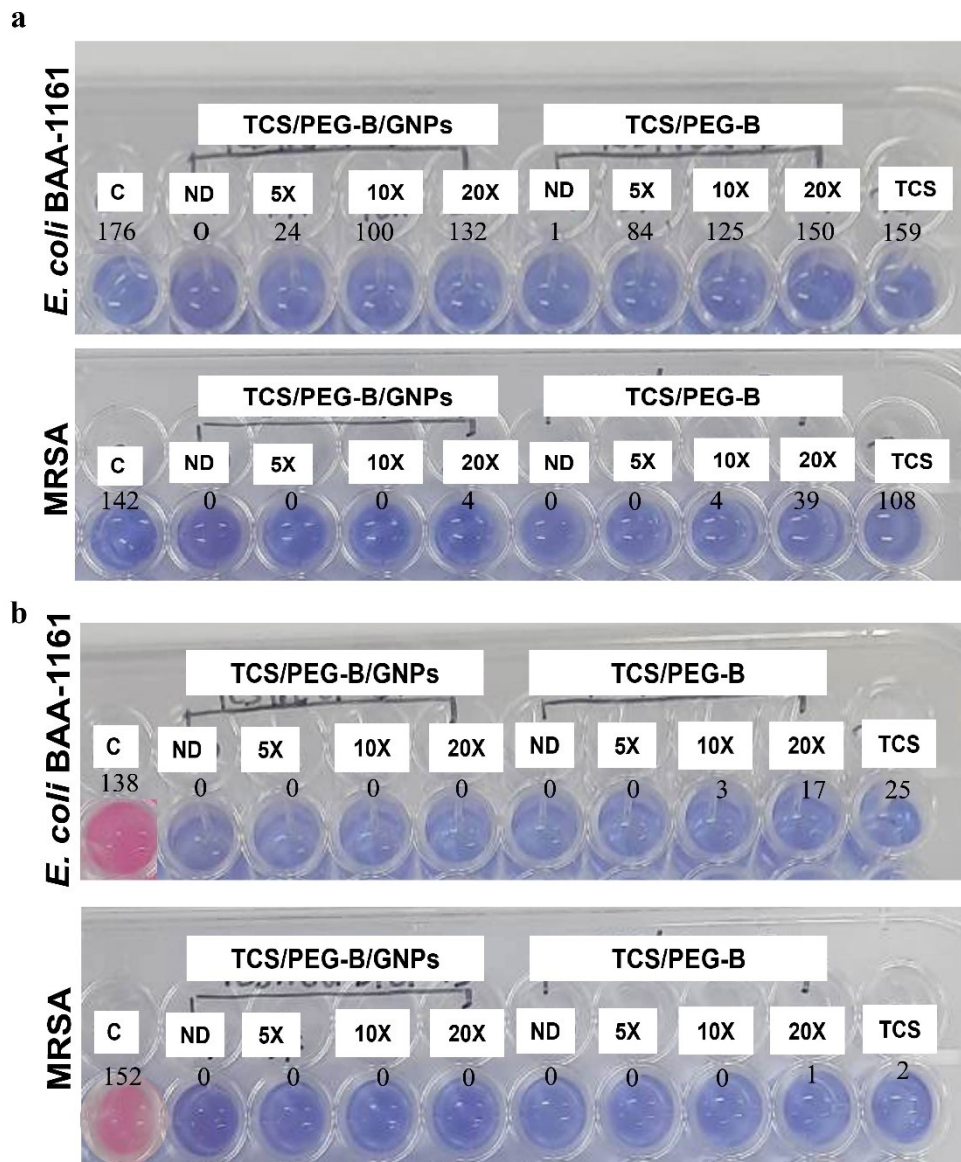 a
E. coli BAA-1161
TCS/PEG-B/GNPs TCS/PEG-B
C ND 5X 10X 20X ND 5X 10X 20X TCS
176 0 24 100 132 1 84 125 150 159
MRSA
TCS/PEG-B/GNPs TCS/PEG-B
C ND 5X 10X 20X ND 5X 10X 20X TCS
142 0 0 0 4 0 0 4 39 108
b
E. coli BAA-1161
TCS/PEG-B/GNPs TCS/PEG-B
C ND 5X 10X 20X ND 5X 10X 20X TCS
138 0 0 0 0 0 0 3 17 25
MRSA
TCS/PEG-B/GNPs TCS/PEG-B
C ND 5X 10X 20X ND 5X 10X 20X TCS
152 0 0 0 0 0 0 0 1 2